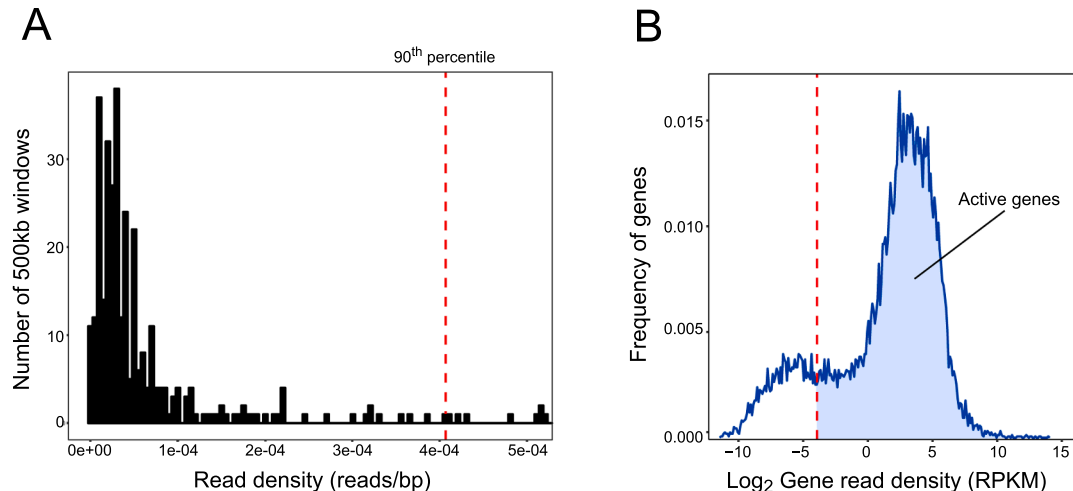 A
90th percentile
Number of 500kb windows
30
20
10
0
0e+00 1e-04 2e-04 3e-04 4e-04 5e-04
Read density (reads/bp)
B
Frequency of genes
0.015
0.010
0.005
0.000
Active genes
−10 −5 0 5 10 15
Log2 Gene read density (RPKM)